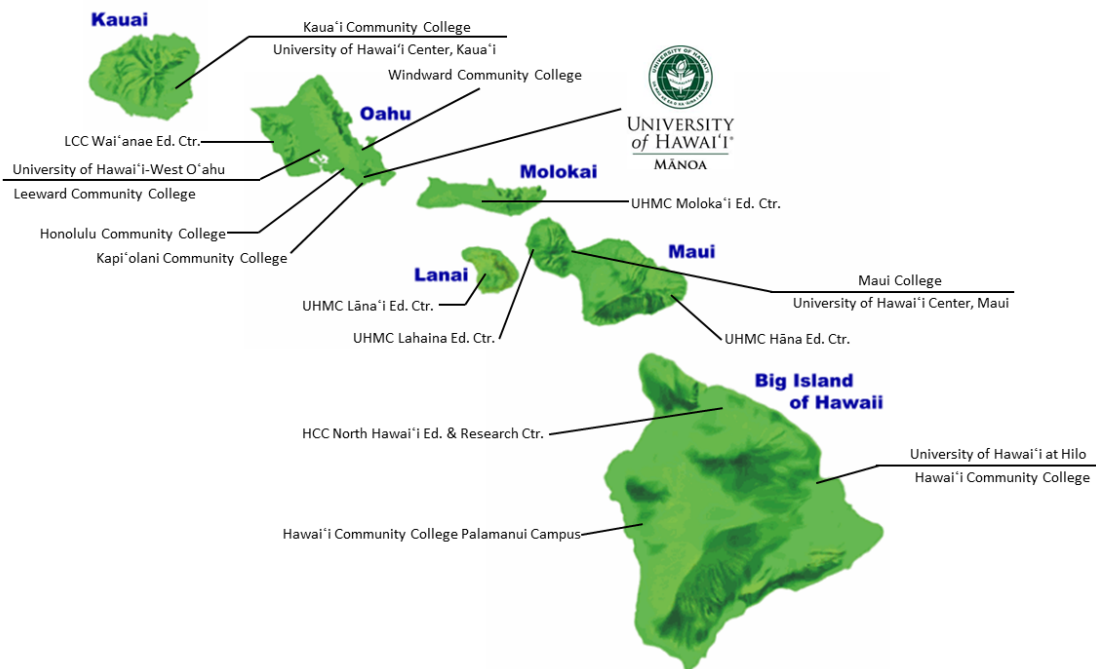 Kauai
Kauaʻi Community College
University of Hawaiʻi Center, Kauaʻi
Windward Community College
Oahu
LCC Waiʻanae Ed. Ctr.
University of Hawaiʻi-West Oʻahu
Leeward Community College
Honolulu Community College
Kapiʻolani Community College
UNIVERSITY
of HAWAIʻI®
MĀNOA
Molokai
UHMC Molokaʻi Ed. Ctr.
Lanai
UHMC Lānaʻi Ed. Ctr.
UHMC Lahaina Ed. Ctr.
Maui
Maui College
University of Hawaiʻi Center, Maui
UHMC Hāna Ed. Ctr.
Big Island
of Hawaii
HCC North Hawaiʻi Ed. & Research Ctr.
University of Hawaiʻi at Hilo
Hawaiʻi Community College
Hawaiʻi Community College Palamanui Campus